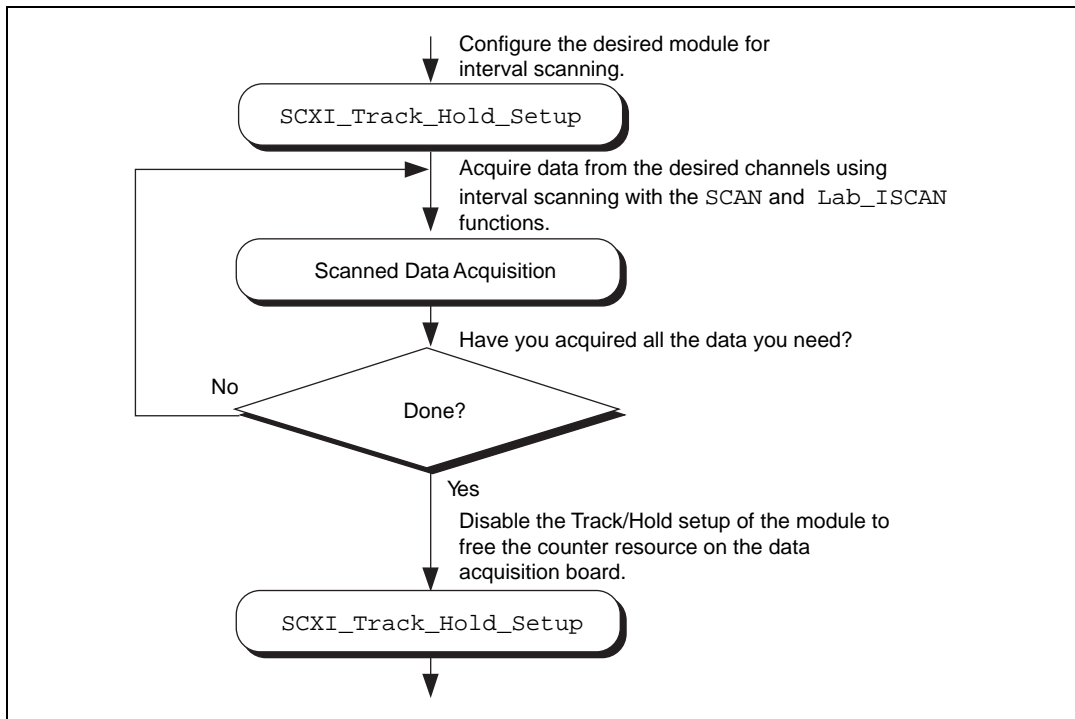 Configure the desired module for
interval scanning.
SCXI_Track_Hold_Setup
Acquire data from the desired channels using
interval scanning with the SCAN and Lab_ISCAN
functions.
Scanned Data Acquisition
Have you acquired all the data you need?
No
Done?
Yes
Disable the Track/Hold setup of the module to
free the counter resource on the data
acquisition board.
SCXI_Track_Hold_Setup